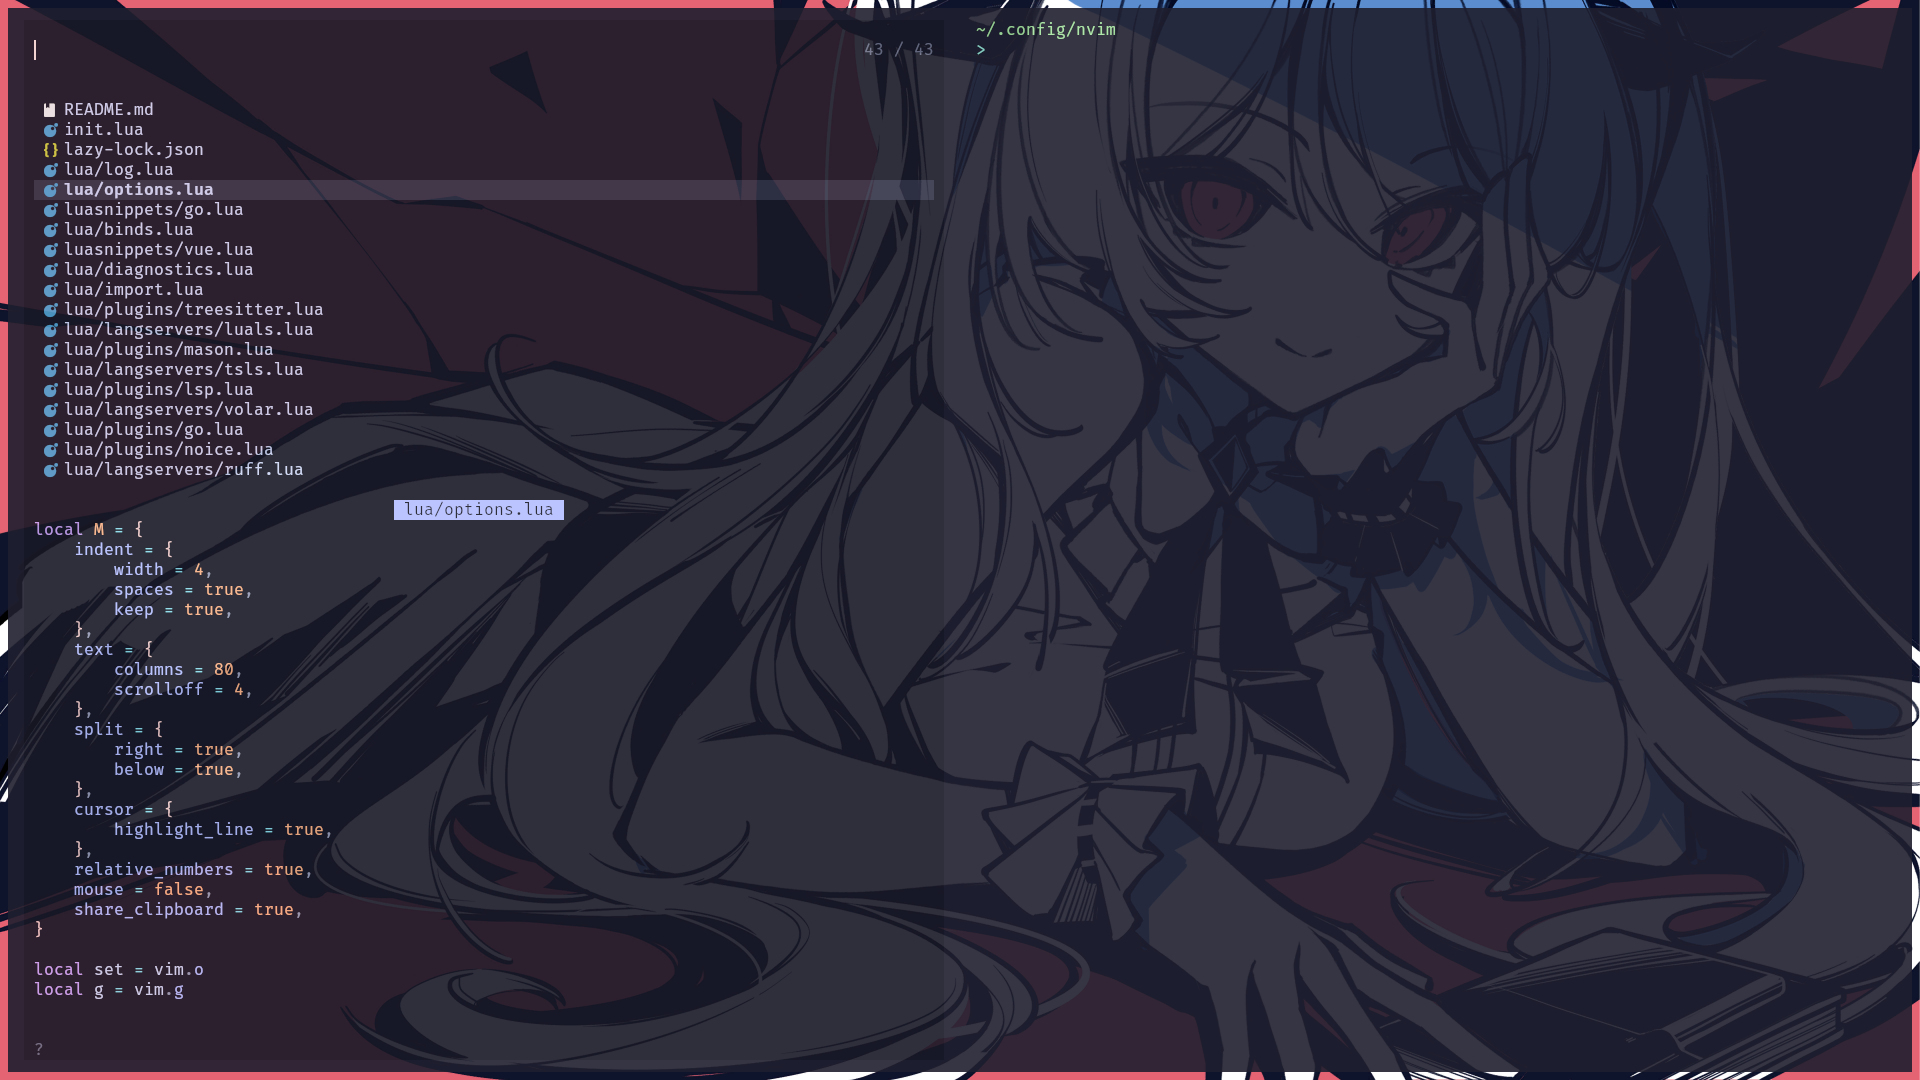 43 / 43
README.md
init.lua
lazy-lock.json
lua/log.lua
lua/options.lua
luasnippets/go.lua
lua/binds.lua
luasnippets/vue.lua
lua/diagnostics.lua
lua/import.lua
lua/plugins/treesitter.lua
lua/langservers/luals.lua
lua/plugins/mason.lua
lua/langservers/tsls.lua
lua/plugins/lsp.lua
lua/langservers/volar.lua
lua/plugins/go.lua
lua/plugins/noice.lua
lua/langservers/ruff.lua
lua/options.lua
local M = {
    indent = {
        width = 4,
        spaces = true,
        keep = true,
    },
    text = {
        columns = 80,
        scrolloff = 4,
    },
    split = {
        right = true,
        below = true,
    },
    cursor = {
        highlight_line = true,
    },
    relative_numbers = true,
    mouse = false,
    share_clipboard = true,
}
local set = vim.o
local g = vim.g
?
~/.config/nvim
>